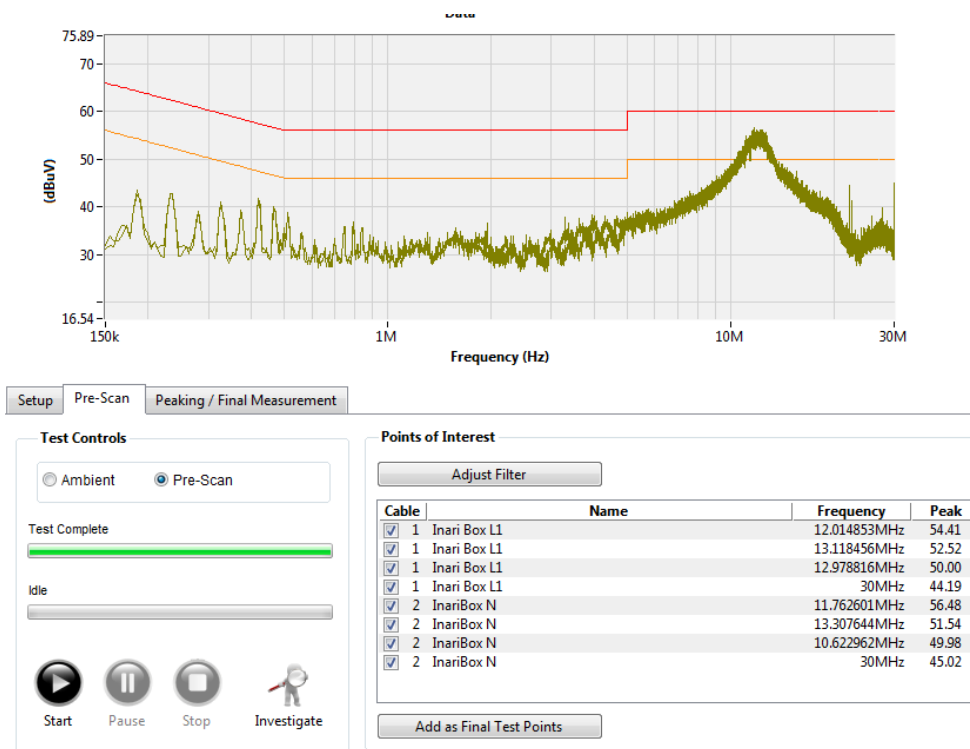 Data
75.89
70
60
50
40
30
16.54
(dBuV)
150k 1M 10M 30M
Frequency (Hz)
Setup Pre-Scan Peaking / Final Measurement
Test Controls
Ambient Pre-Scan
Test Complete
Idle
Start Pause Stop Investigate
Points of Interest
Adjust Filter
Cable Name Frequency Peak
1 Inari Box L1 12.014853MHz 54.41
1 Inari Box L1 13.118456MHz 52.52
1 Inari Box L1 12.978816MHz 50.00
1 Inari Box L1 30MHz 44.19
2 InariBox N 11.762601MHz 56.48
2 InariBox N 13.307644MHz 51.54
2 InariBox N 10.622962MHz 49.98
2 InariBox N 30MHz 45.02
Add as Final Test Points